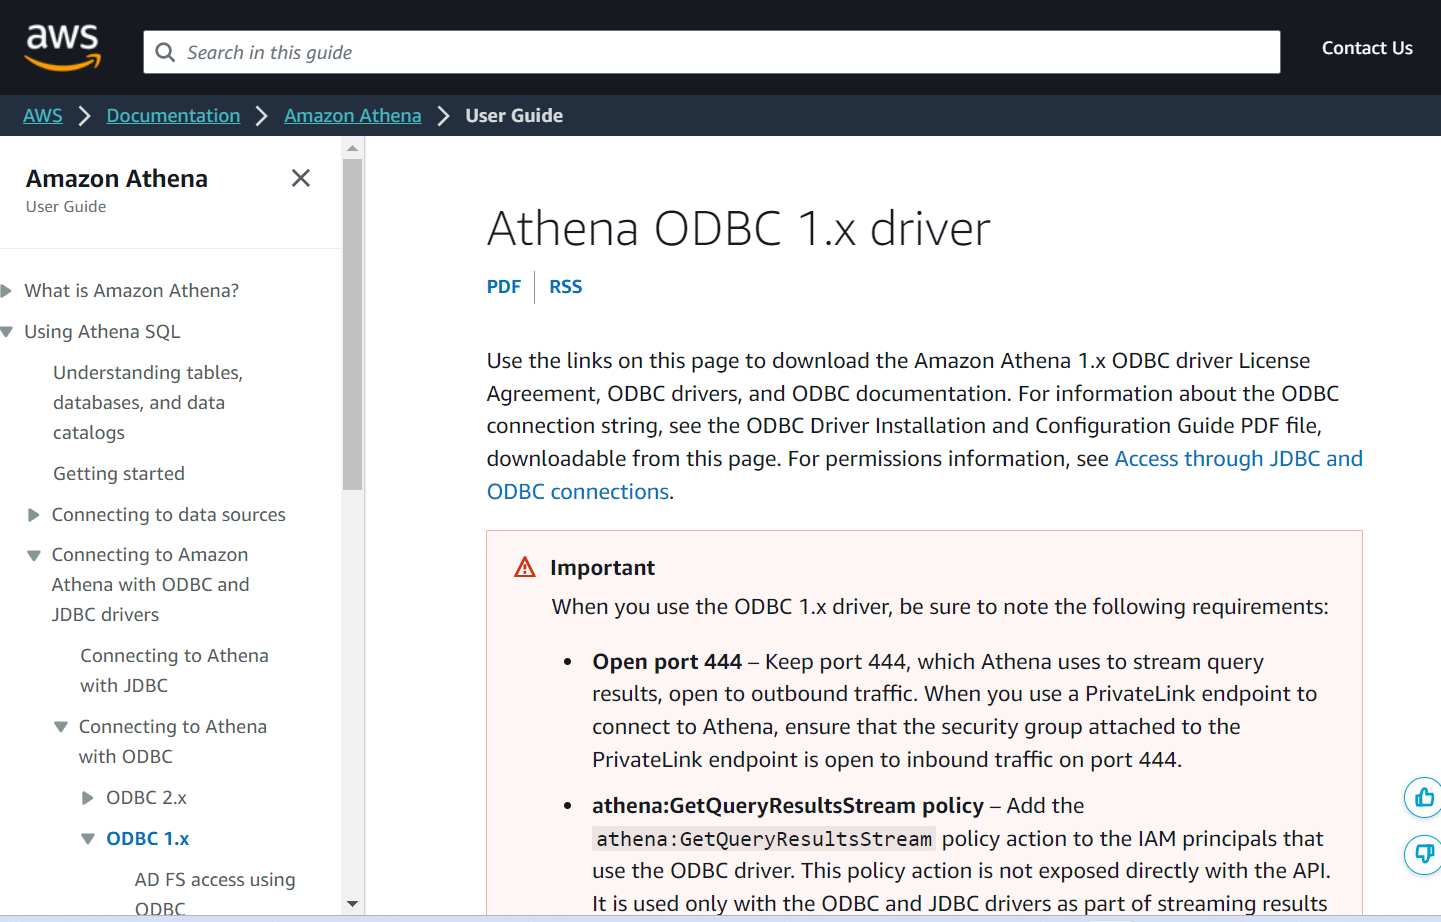 aws
Search in this guide
Contact Us
AWS
Documentation
Amazon Athena
User Guide
Amazon Athena
User Guide
What is Amazon Athena?
Using Athena SQL
Understanding tables,
databases, and data
catalogs
Getting started
Connecting to data sources
Connecting to Amazon
Athena with ODBC and
JDBC drivers
Connecting to Athena
with JDBC
Connecting to Athena
with ODBC
ODBC 2.x
ODBC 1.x
AD FS access using
ODBC
Athena ODBC 1.x driver
PDF
RSS
Use the links on this page to download the Amazon Athena 1.x ODBC driver License
Agreement, ODBC drivers, and ODBC documentation. For information about the ODBC
connection string, see the ODBC Driver Installation and Configuration Guide PDF file,
downloadable from this page. For permissions information, see Access through JDBC and
ODBC connections.
Important
When you use the ODBC 1.x driver, be sure to note the following requirements:
• Open port 444 – Keep port 444, which Athena uses to stream query
results, open to outbound traffic. When you use a PrivateLink endpoint to
connect to Athena, ensure that the security group attached to the
PrivateLink endpoint is open to inbound traffic on port 444.
• athena:GetQueryResultsStream policy – Add the
athena:GetQueryResultsStream policy action to the IAM principals that
use the ODBC driver. This policy action is not exposed directly with the API.
It is used only with the ODBC and JDBC drivers as part of streaming results